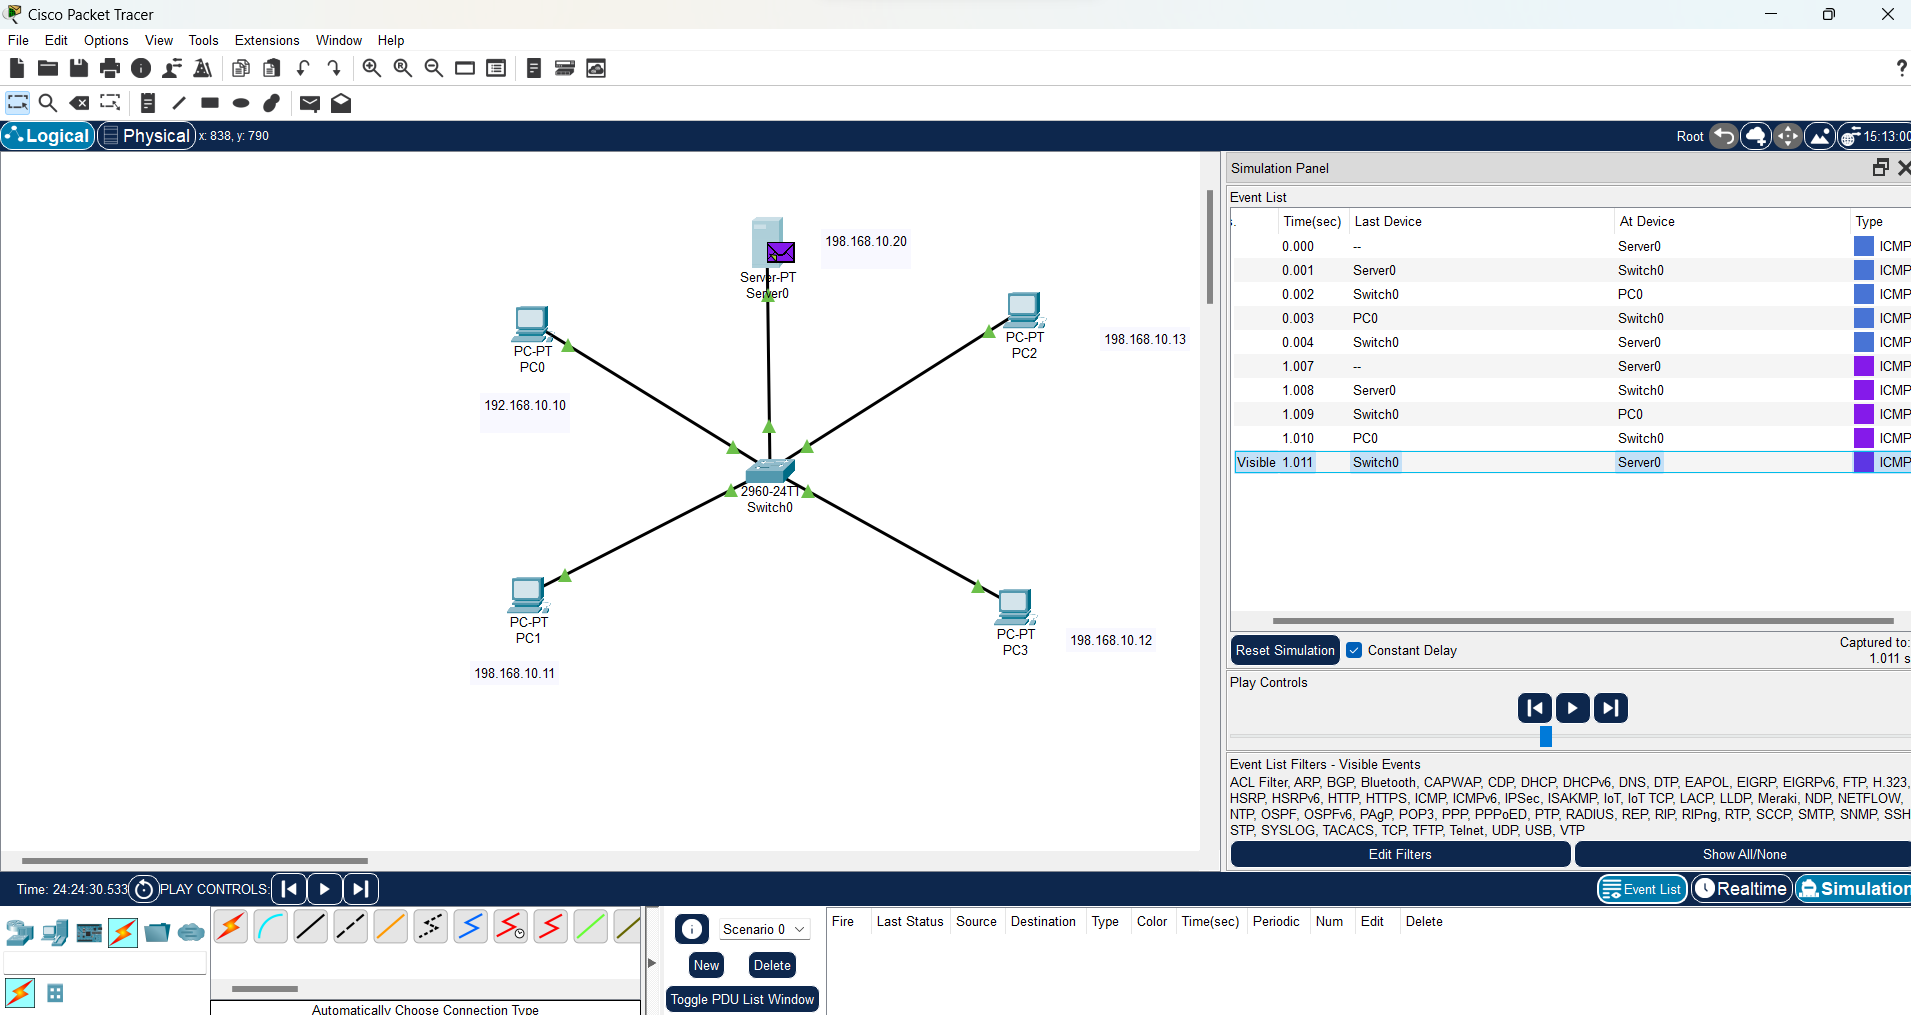 Cisco Packet Tracer
File Edit Options View Tools Extensions Window Help
?
Logical Physical x: 838, y: 790 Root 15:13:00
198.168.10.20
Server-PT
Server0
PC-PT
PC0
192.168.10.10
PC-PT
PC2
198.168.10.13
2960-24TT
Switch0
PC-PT
PC1
198.168.10.11
PC-PT
PC3
198.168.10.12
Simulation Panel
Event List
Time(sec) Last Device At Device Type
0.000 -- Server0 ICMP
0.001 Server0 Switch0 ICMP
0.002 Switch0 PC0 ICMP
0.003 PC0 Switch0 ICMP
0.004 Switch0 Server0 ICMP
1.007 -- Server0 ICMP
1.008 Server0 Switch0 ICMP
1.009 Switch0 PC0 ICMP
1.010 PC0 Switch0 ICMP
Visible 1.011 Switch0 Server0 ICMP
Reset Simulation Constant Delay Captured to:
1.011 s
Play Controls
Event List Filters - Visible Events
ACL Filter, ARP, BGP, Bluetooth, CAPWAP, CDP, DHCP, DHCPv6, DNS, DTP, EAPOL, EIGRP, EIGRPv6, FTP, H.323,
HSRP, HSRPv6, HTTP, HTTPS, ICMP, ICMPv6, IPSec, ISAKMP, IoT, IoT TCP, LACP, LLDP, Meraki, NDP, NETFLOW,
NTP, OSPF, OSPFv6, PAgP, POP3, PPP, PPPoED, PTP, RADIUS, REP, RIP, RIPng, RTP, SCCP, SMTP, SNMP, SSH
STP, SYSLOG, TACACS, TCP, TFTP, Telnet, UDP, USB, VTP
Edit Filters Show All/None
Time: 24:24:30.533 PLAY CONTROLS: Event List Realtime Simulation
Scenario 0
New Delete
Toggle PDU List Window
Fire Last Status Source Destination Type Color Time(sec) Periodic Num Edit Delete
Automatically Choose Connection Type